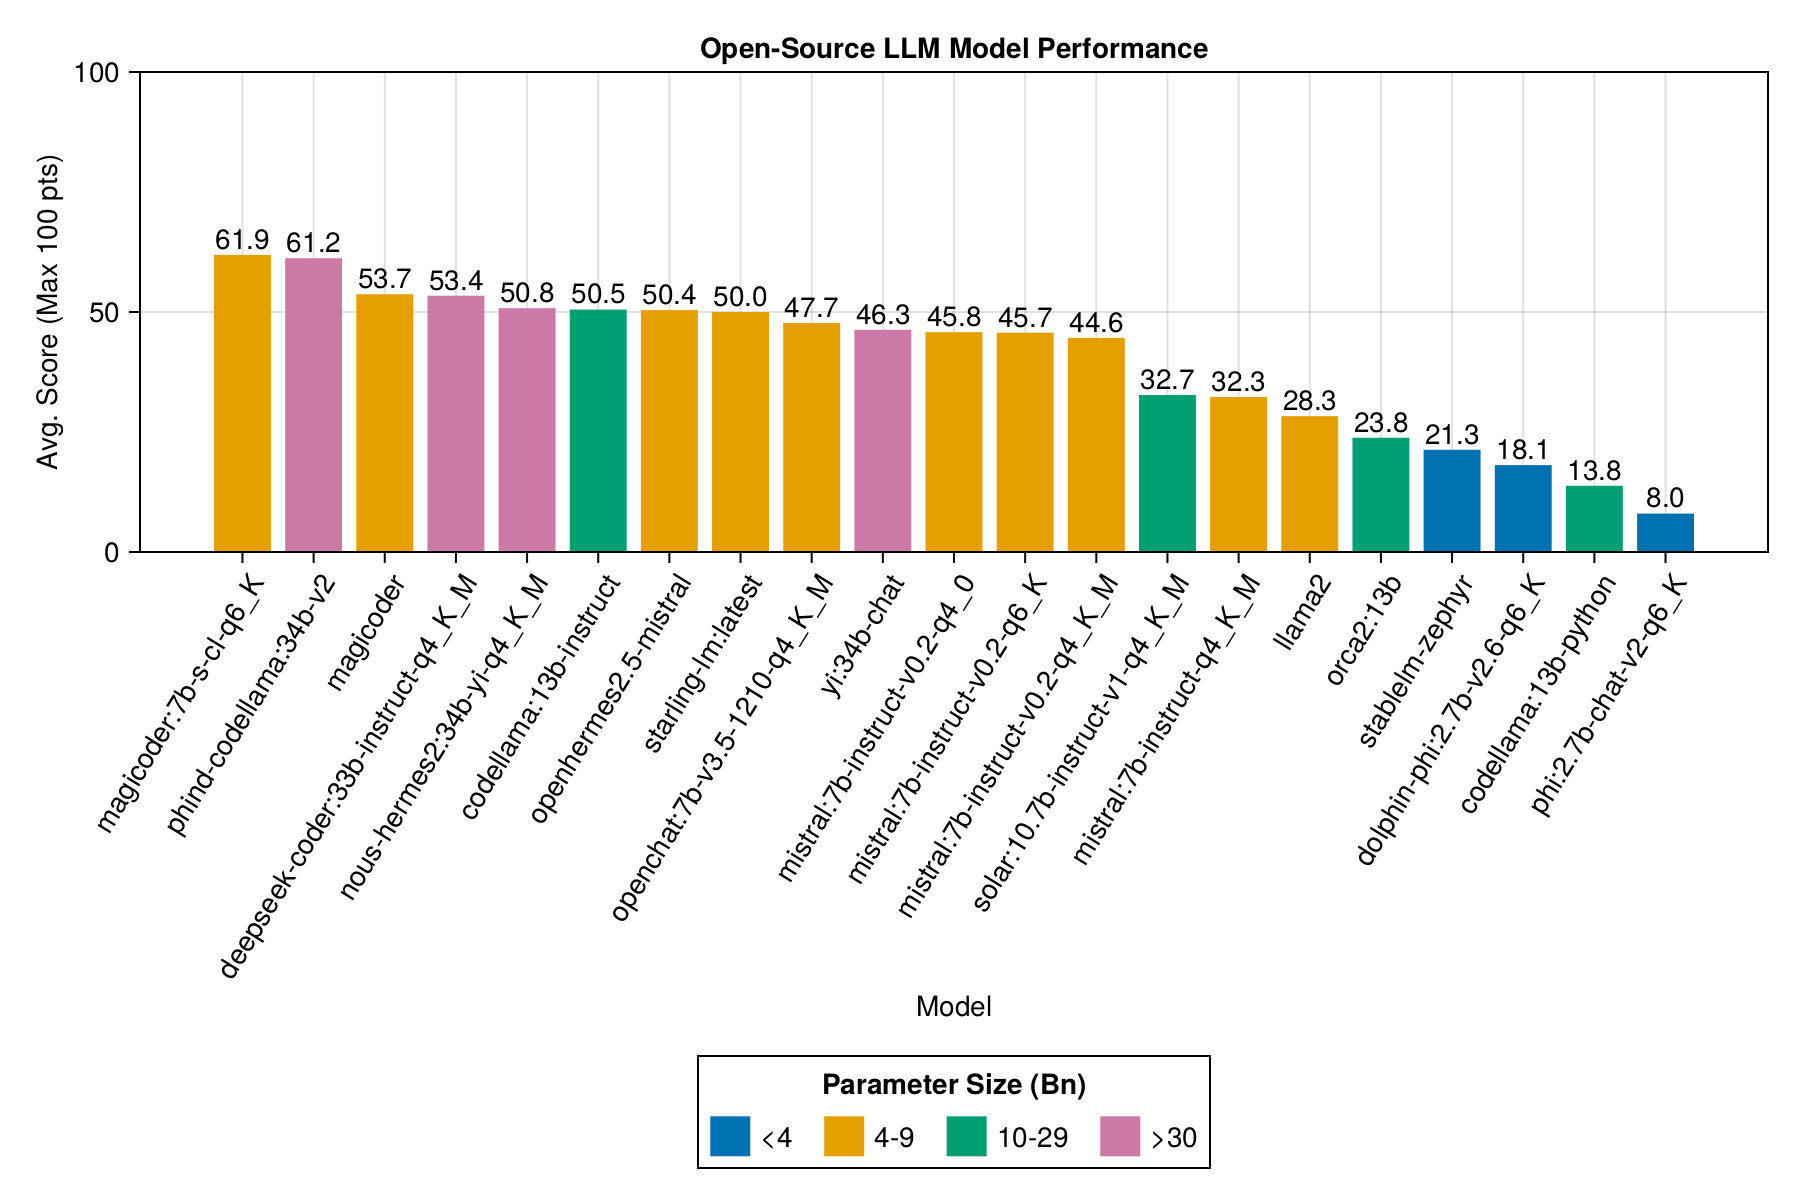 Open-Source LLM Model Performance
Avg. Score (Max 100 pts)
100
50
0
61.9
61.2
53.7
53.4
50.8
50.5
50.4
50.0
47.7
46.3
45.8
45.7
44.6
32.7
32.3
28.3
23.8
21.3
18.1
13.8
8.0
magicoder:7b-s-cl-q6_K
phind-codellama:34b-v2
magicoder
deepseek-coder:33b-instruct-q4_K_M
nous-hermes2:34b-yi-q4_K_M
codellama:13b-instruct
openhermes2.5-mistral
starling-lm:latest
openchat:7b-v3.5-1210-q4_K_M
yi:34b-chat
mistral:7b-instruct-v0.2-q4_0
mistral:7b-instruct-v0.2-q6_K
mistral:7b-instruct-v0.2-q4_K_M
solar:10.7b-instruct-v1-q4_K_M
mistral:7b-instruct-q4_K_M
llama2
orca2:13b
stablelm-zephyr
dolphin-phi:2.7b-v2.6-q6_K
codellama:13b-python
phi:2.7b-chat-v2-q6_K
Model
Parameter Size (Bn)
<4
4-9
10-29
>30